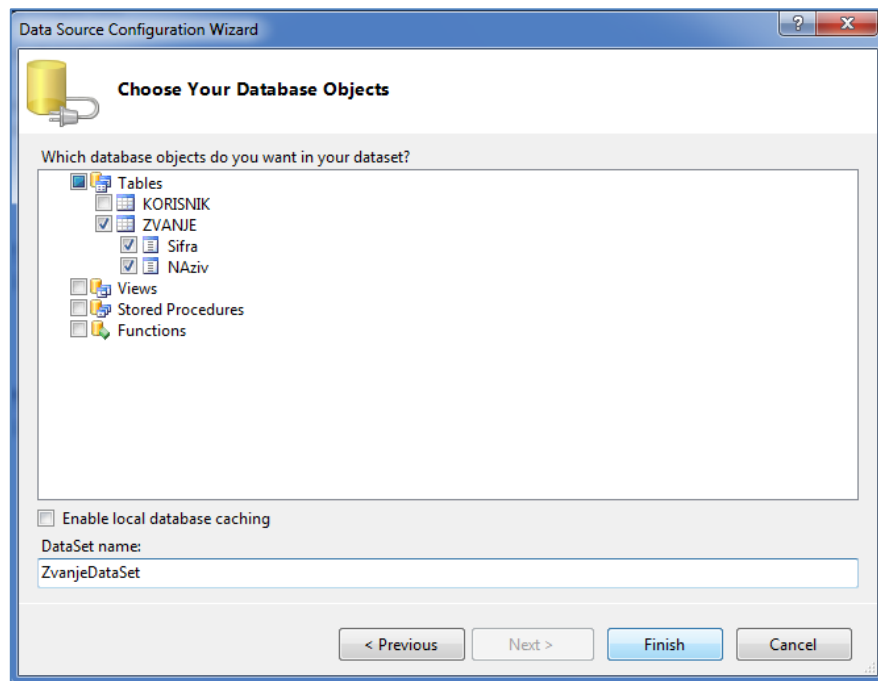 Data Source Configuration Wizard
?
X
Choose Your Database Objects
Which database objects do you want in your dataset?
Tables
KORISNIK
ZVANJE
Sifra
NAziv
Views
Stored Procedures
Functions
Enable local database caching
DataSet name:
ZvanjeDataSet
< Previous Next > Finish Cancel